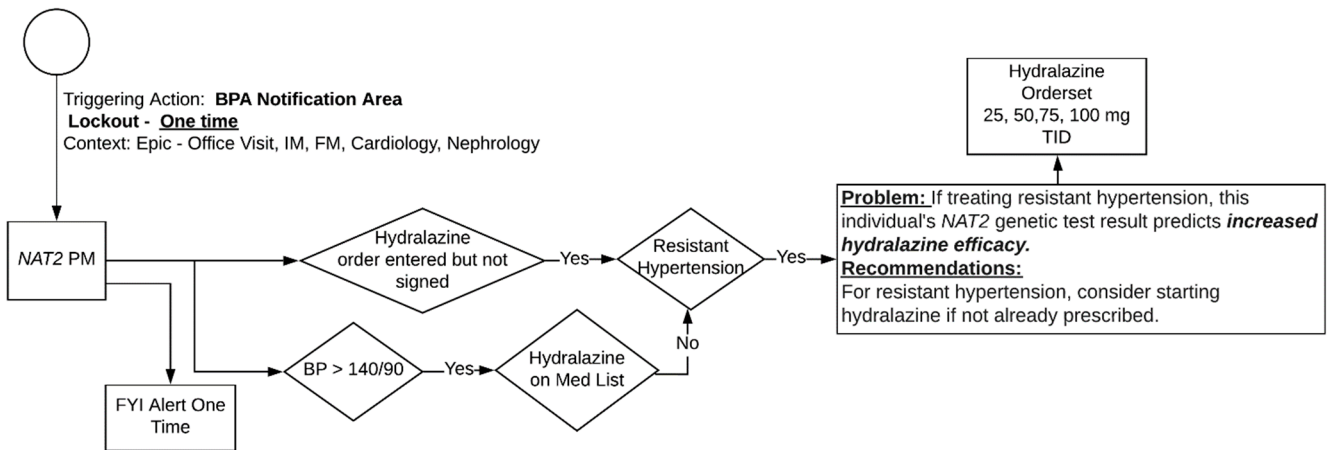 Triggering Action: BPA Notification Area
Lockout - One time
Context: Epic - Office Visit, IM, FM, Cardiology, Nephrology
NAT2 PM
FYI Alert One
Time
Hydralazine
order entered but not
signed
Yes
BP > 140/90
Yes
Hydralazine
on Med List
No
Resistant
Hypertension
Yes
Hydralazine
Orderset
25, 50,75, 100 mg
TID
Problem: If treating resistant hypertension, this
individual's NAT2 genetic test result predicts increased
hydralazine efficacy.
Recommendations:
For resistant hypertension, consider starting
hydralazine if not already prescribed.